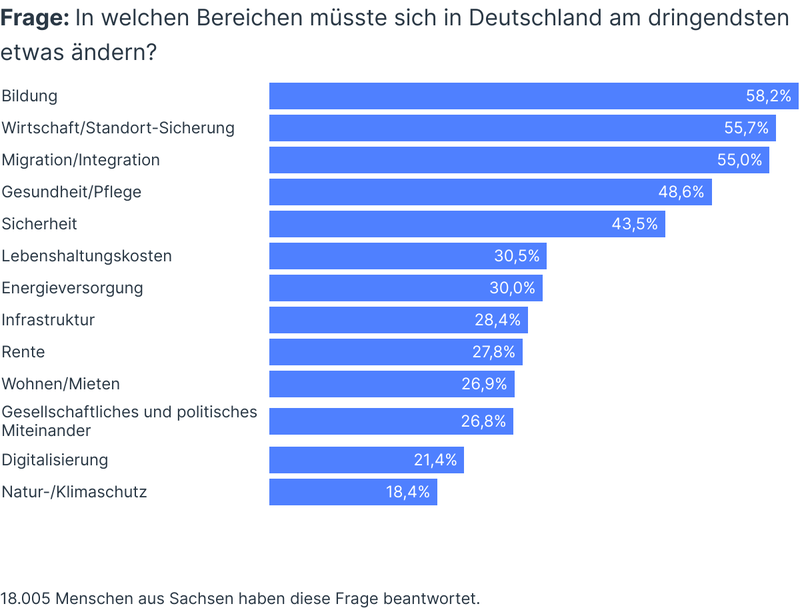 Frage: In welchen Bereichen müsste sich in Deutschland am dringendsten
etwas ändern?
Bildung 58,2%
Wirtschaft/Standort-Sicherung 55,7%
Migration/Integration 55,0%
Gesundheit/Pflege 48,6%
Sicherheit 43,5%
Lebenshaltungskosten 30,5%
Energieversorgung 30,0%
Infrastruktur 28,4%
Rente 27,8%
Wohnen/Mieten 26,9%
Gesellschaftliches und politisches
Miteinander 26,8%
Digitalisierung 21,4%
Natur-/Klimaschutz 18,4%
18.005 Menschen aus Sachsen haben diese Frage beantwortet.